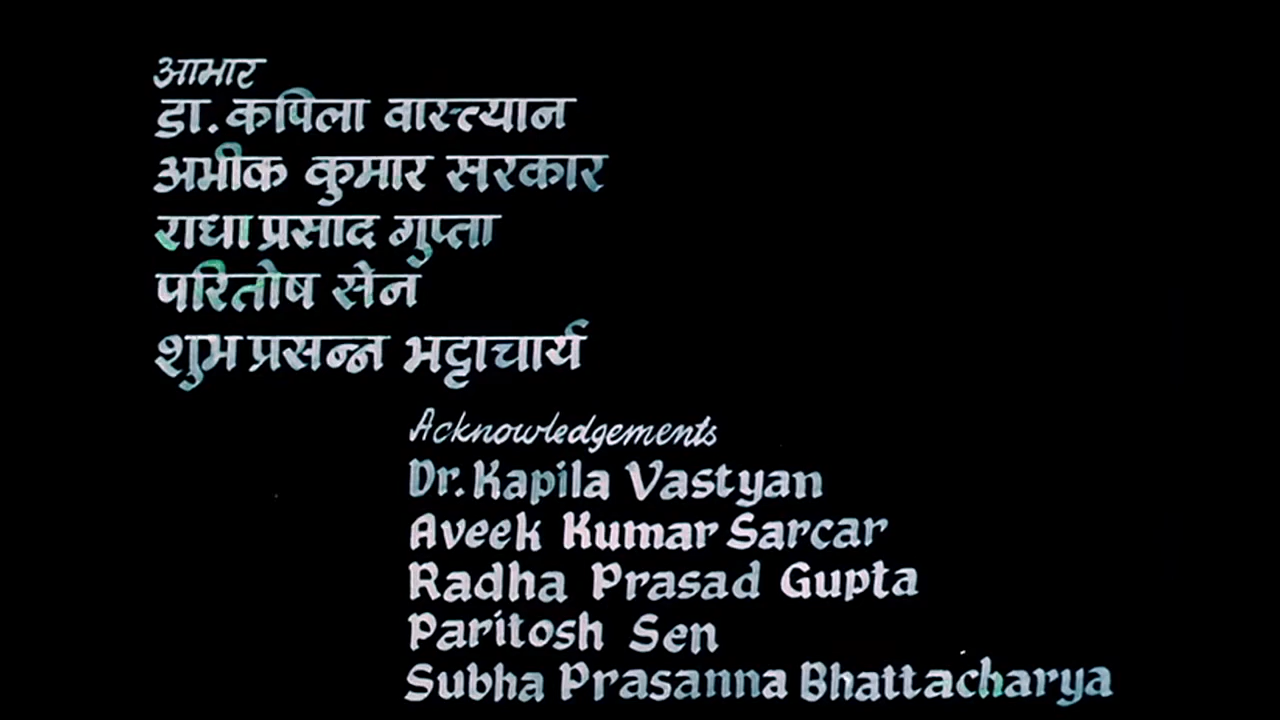 आभार
डा. कपिला वास्त्यान
अभीक कुमार सरकार
राधा प्रसाद गुप्ता
परितोष सेन
शुभ प्रसन्न भट्टाचार्य
Acknowledgements
Dr. Kapila Vastyan
Aveek Kumar Sarcar
Radha Prasad Gupta
Paritosh Sen
Subha Prasanna Bhattacharya